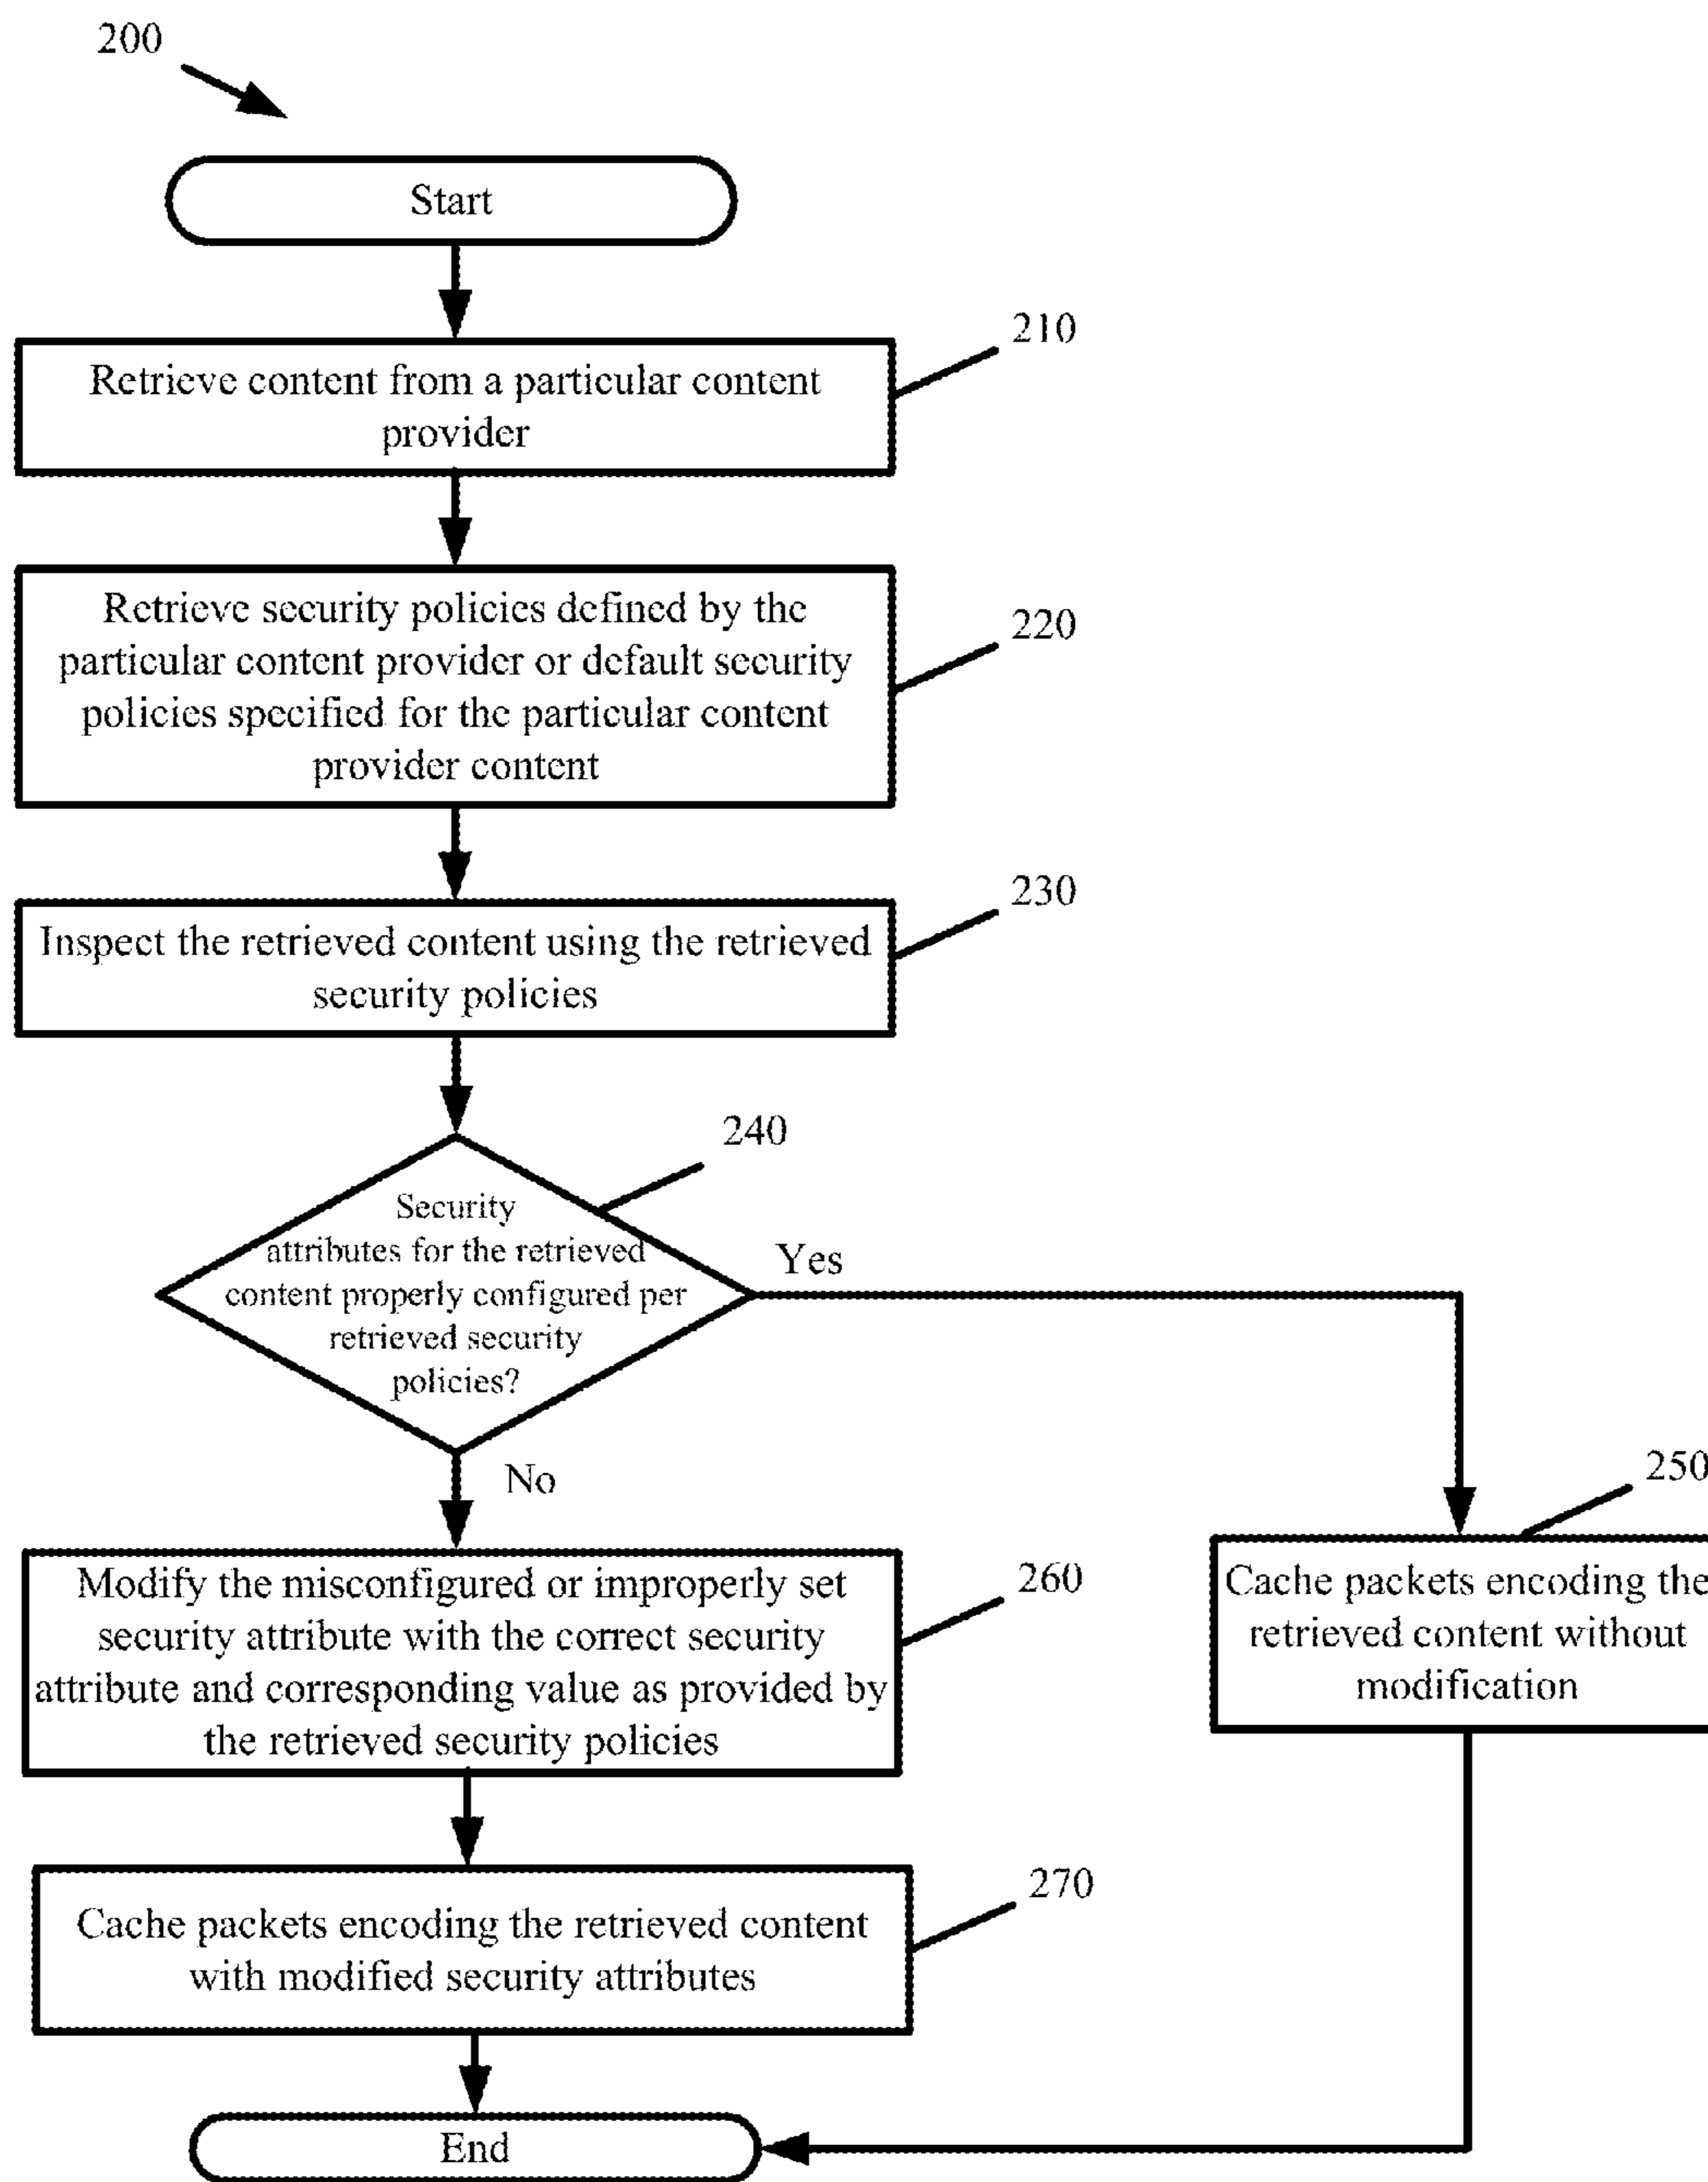 200
Start
210
Retrieve content from a particular content
provider
220
Retrieve security policies defined by the
particular content provider or default security
policies specified for the particular content
provider content
230
Inspect the retrieved content using the retrieved
security policies
240
Security
attributes for the retrieved
content properly configured per
retrieved security
policies?
Yes
No
250
Cache packets encoding the
retrieved content without
modification
260
Modify the misconfigured or improperly set
security attribute with the correct security
attribute and corresponding value as provided by
the retrieved security policies
270
Cache packets encoding the retrieved content
with modified security attributes
End